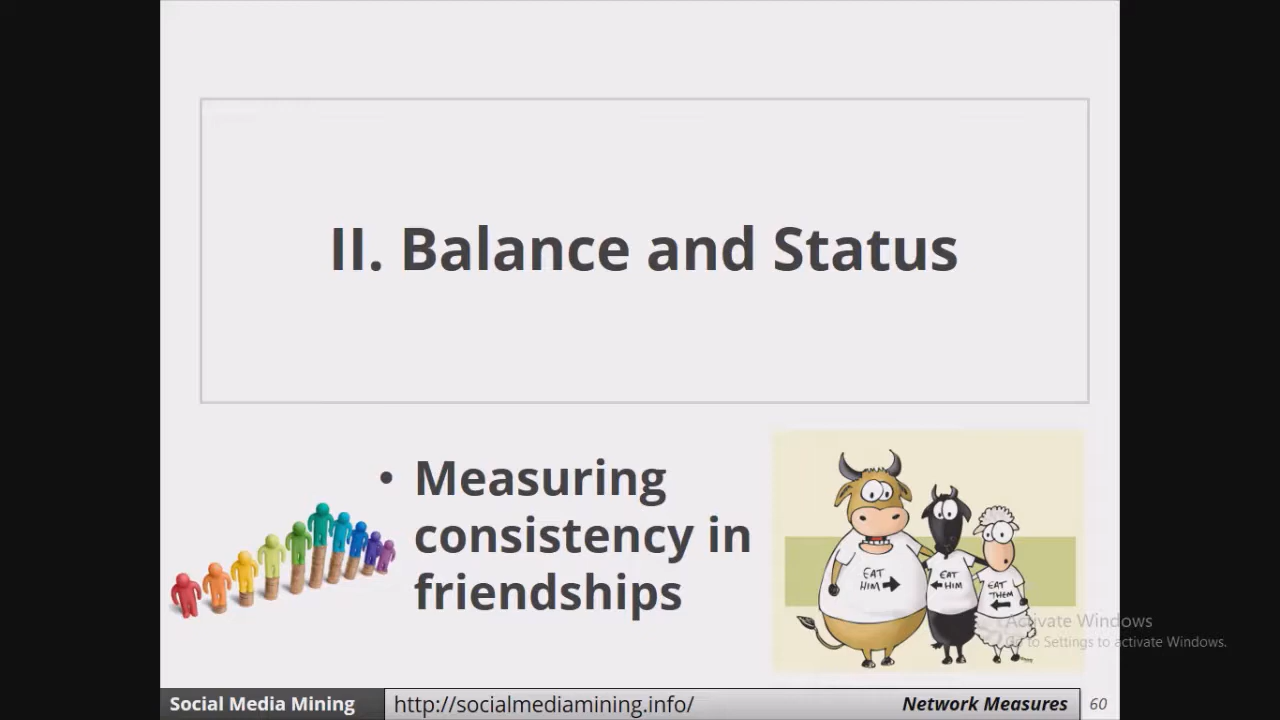 II. Balance and Status
• Measuring
consistency in
friendships
EAT
HIM
EAT
HIM
EAT
THEM
Activate Windows
Go to Settings to activate Windows.
Social Media Mining
http://socialmediamining.info/
Network Measures
60